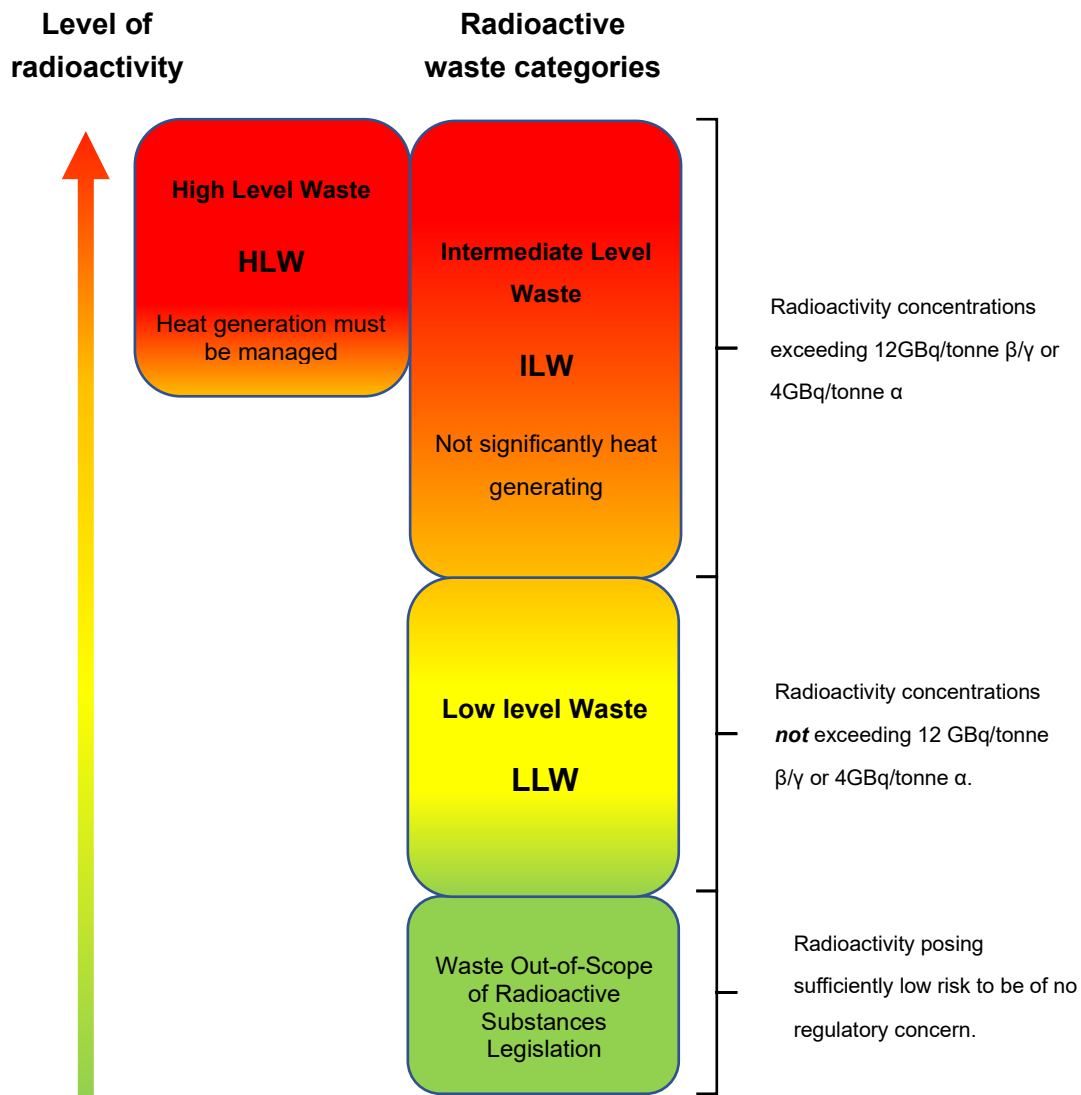 Level of
radioactivity
Radioactive
waste categories
High Level Waste
HLW
Heat generation must
be managed
Intermediate Level
Waste
ILW
Not significantly heat
generating
Radioactivity concentrations
exceeding 12GBq/tonne β/γ or
4GBq/tonne α
Low level Waste
LLW
Radioactivity concentrations
not exceeding 12 GBq/tonne
β/γ or 4GBq/tonne α.
Waste Out-of-Scope
of Radioactive
Substances
Legislation
Radioactivity posing
sufficiently low risk to be of no
regulatory concern.